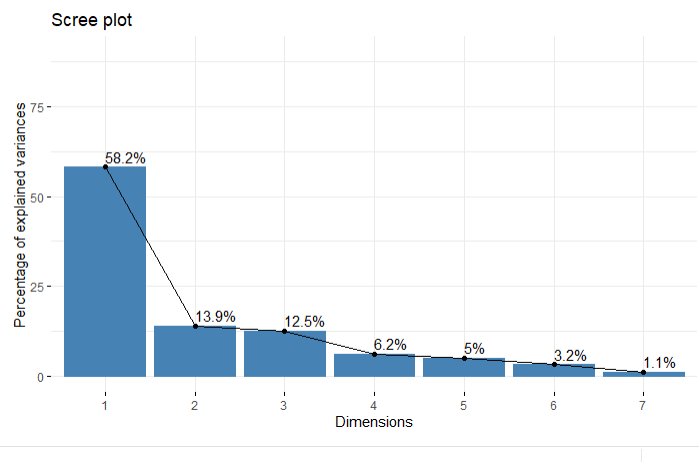 Scree plot
Percentage of explained variances
75
50
25
0
58.2%
13.9%
12.5%
6.2%
5%
3.2%
1.1%
1 2 3 4 5 6 7
Dimensions